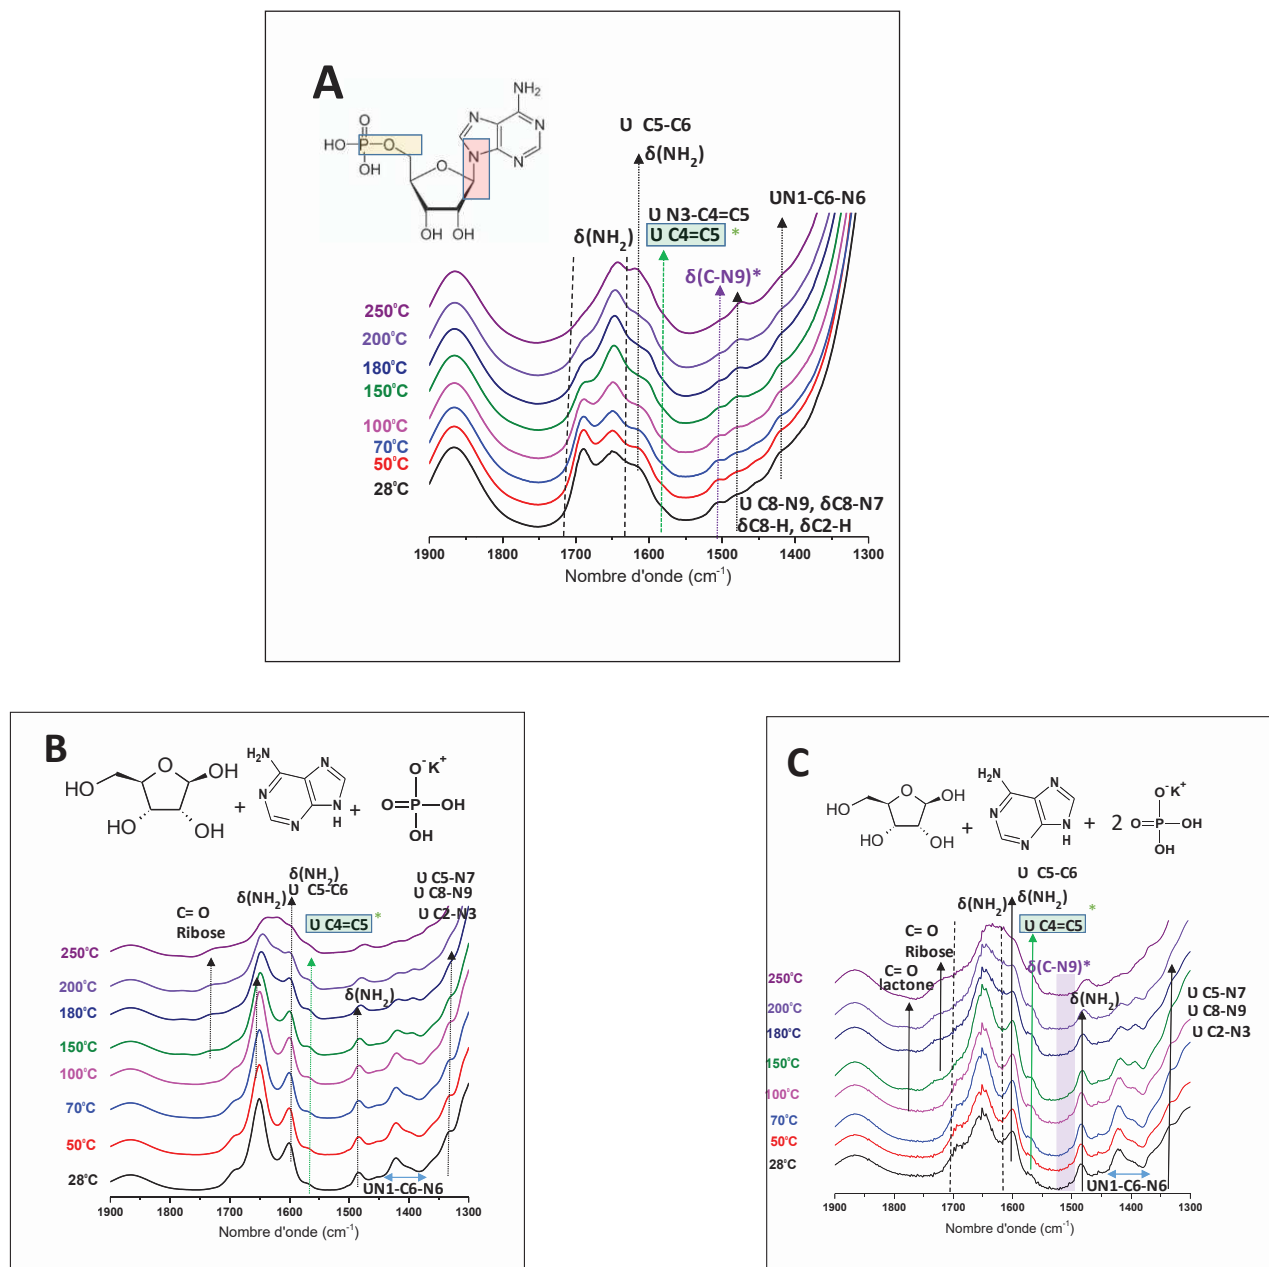 A
NH₂
N
N
N
N
O
HO
P
O
OH
O
OH
OH
Ʋ C5-C6
δ(NH₂)
ƲN1-C6-N6
Ʋ N3-C4=C5
Ʋ C4=C5 *
δ(NH₂)
δ(C-N9)*
250°C
200°C
180°C
150°C
100°C
70°C
50°C
28°C
Ʋ C8-N9, δC8-N7
δC8-H, δC2-H
1900 1800 1700 1600 1500 1400 1300
Nombre d'onde (cm⁻¹)
B
HO
O
OH
HO
OH
+
H₂N
N
N
N
N
H
+
O⁻K⁺
O
P
OH
OH
δ(NH₂)
Ʋ C5-C6
δ(NH₂)
Ʋ C5-N7
Ʋ C8-N9
Ʋ C2-N3
C= O
Ribose
Ʋ C4=C5 *
δ(NH₂)
250°C
200°C
180°C
150°C
100°C
70°C
50°C
28°C
ƲN1-C6-N6
1900 1800 1700 1600 1500 1400 1300
Nombre d'onde (cm⁻¹)
C
HO
O
OH
HO
OH
+
H₂N
N
N
N
N
H
+ 2
O⁻K⁺
O
P
OH
OH
Ʋ C5-C6
δ(NH₂)
δ(NH₂)
*
Ʋ C4=C5
C= O
Ribose
C= O
lactone
δ(C-N9)*
δ(NH₂)
Ʋ C5-N7
Ʋ C8-N9
Ʋ C2-N3
250°C
200°C
180°C
150°C
100°C
70°C
50°C
28°C
ƲN1-C6-N6
1900 1800 1700 1600 1500 1400 1300
Nombre d'onde (cm⁻¹)